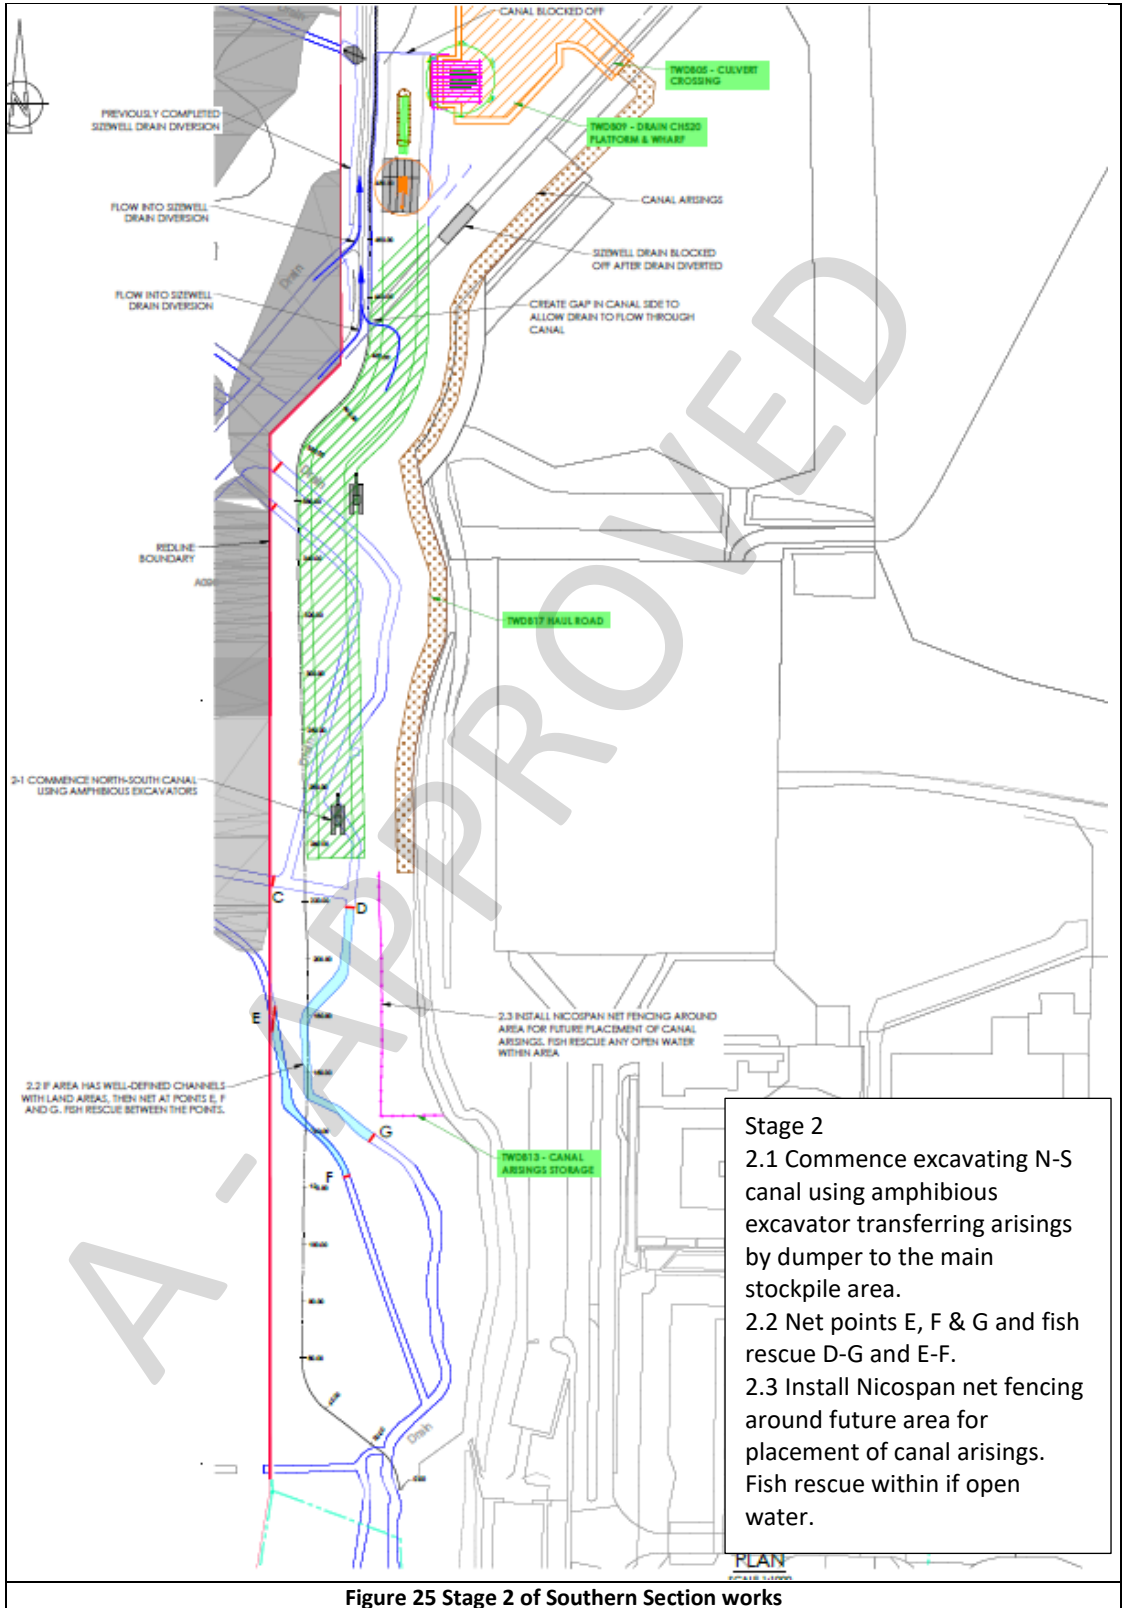 CANAL BLOCKED OFF
TWD805 - CULVERT
CROSSING
PREVIOUSLY COMPLETED
SIZEWELL DRAIN DIVERSION
TWD809 - DRAIN CH520
PLATFORM & WHARF
CANAL ARISINGS
FLOW INTO SIZEWELL
DRAIN DIVERSION
SIZEWELL DRAIN BLOCKED
OFF AFTER DRAIN DIVERTED
Drain
FLOW INTO SIZEWELL
DRAIN DIVERSION
CREATE GAP IN CANAL SIDE TO
ALLOW DRAIN TO FLOW THROUGH
CANAL
Drain
REDLINE
BOUNDARY
TWD817 HAUL ROAD
Drain
2-1 COMMENCE NORTH-SOUTH CANAL
USING AMPHIBIOUS EXCAVATORS
C
D
E
2.3 INSTALL NICOSPAN NET FENCING AROUND
AREA FOR FUTURE PLACEMENT OF CANAL
ARISINGS. FISH RESCUE ANY OPEN WATER
WITHIN AREA
2.2 IF AREA HAS WELL-DEFINED CHANNELS
WITH LAND AREAS, THEN NET AT POINTS E, F
AND G. FISH RESCUE BETWEEN THE POINTS.
G
F
TWD813 - CANAL
ARISINGS STORAGE
Drain
A - APPROVED
Stage 2
2.1 Commence excavating N-S
canal using amphibious
excavator transferring arisings
by dumper to the main
stockpile area.
2.2 Net points E, F & G and fish
rescue D-G and E-F.
2.3 Install Nicospan net fencing
around future area for
placement of canal arisings.
Fish rescue within if open
water.
PLAN
Figure 25 Stage 2 of Southern Section works